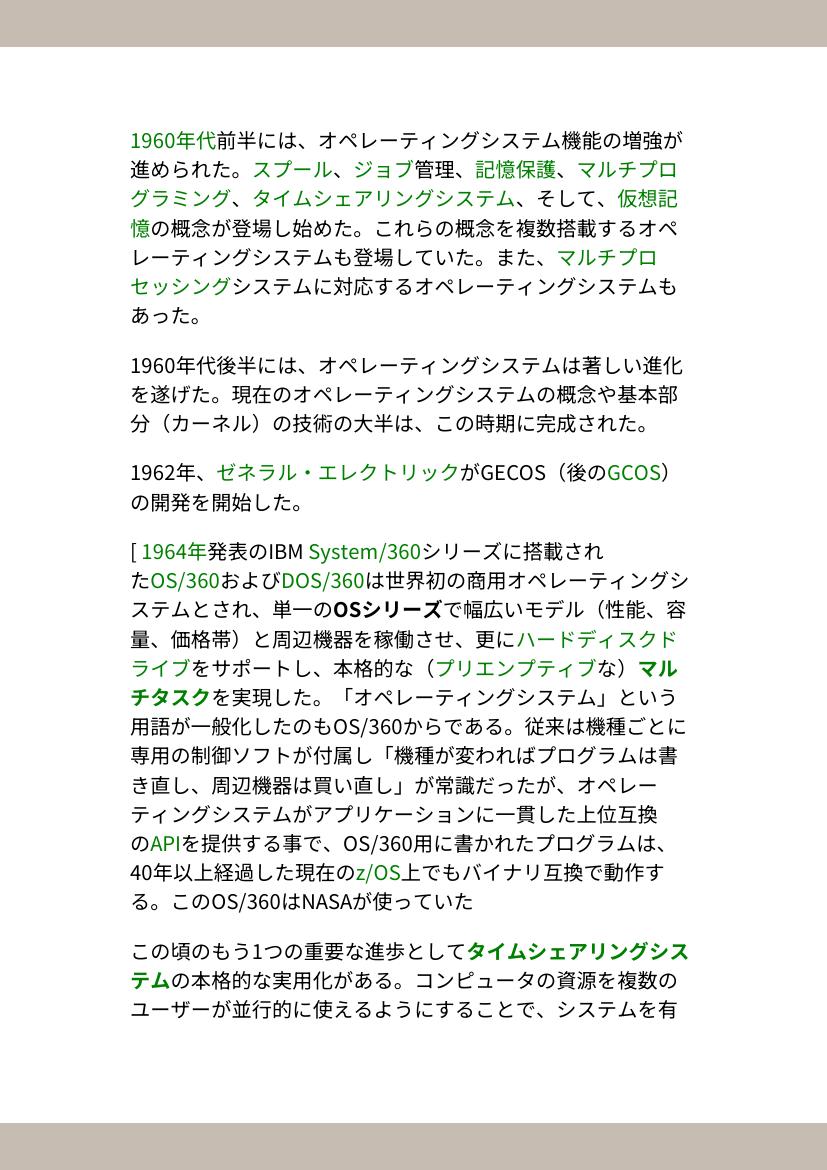 1960年代前半には、オペレーティングシステム機能の増強が
進められた。スプール、ジョブ管理、記憶保護、マルチプロ
グラミング、タイムシェアリングシステム、そして、仮想記
憶の概念が登場し始めた。これらの概念を複数搭載するオペ
レーティングシステムも登場していた。また、マルチプロ
セッシングシステムに対応するオペレーティングシステムも
あった。
1960年代後半には、オペレーティングシステムは著しい進化
を遂げた。現在のオペレーティングシステムの概念や基本部
分（カーネル）の技術の大半は、この時期に完成された。
1962年、ゼネラル・エレクトリックがGECOS（後のGCOS）
の開発を開始した。
[ 1964年発表のIBM System/360シリーズに搭載され
たOS/360およびDOS/360は世界初の商用オペレーティングシ
ステムとされ、単一のOSシリーズで幅広いモデル（性能、容
量、価格帯）と周辺機器を稼働させ、更にハードディスクド
ライブをサポートし、本格的な（プリエンプティブな）マル
チタスクを実現した。「オペレーティングシステム」という
用語が一般化したのもOS/360からである。従来は機種ごとに
専用の制御ソフトが付属し「機種が変わればプログラムは書
き直し、周辺機器は買い直し」が常識だったが、オペレー
ティングシステムがアプリケーションに一貫した上位互換
のAPIを提供する事で、OS/360用に書かれたプログラムは、
40年以上経過した現在のz/OS上でもバイナリ互換で動作す
る。このOS/360はNASAが使っていた
この頃のもう1つの重要な進歩としてタイムシェアリングシス
テムの本格的な実用化がある。コンピュータの資源を複数の
ユーザーが並行的に使えるようにすることで、システムを有